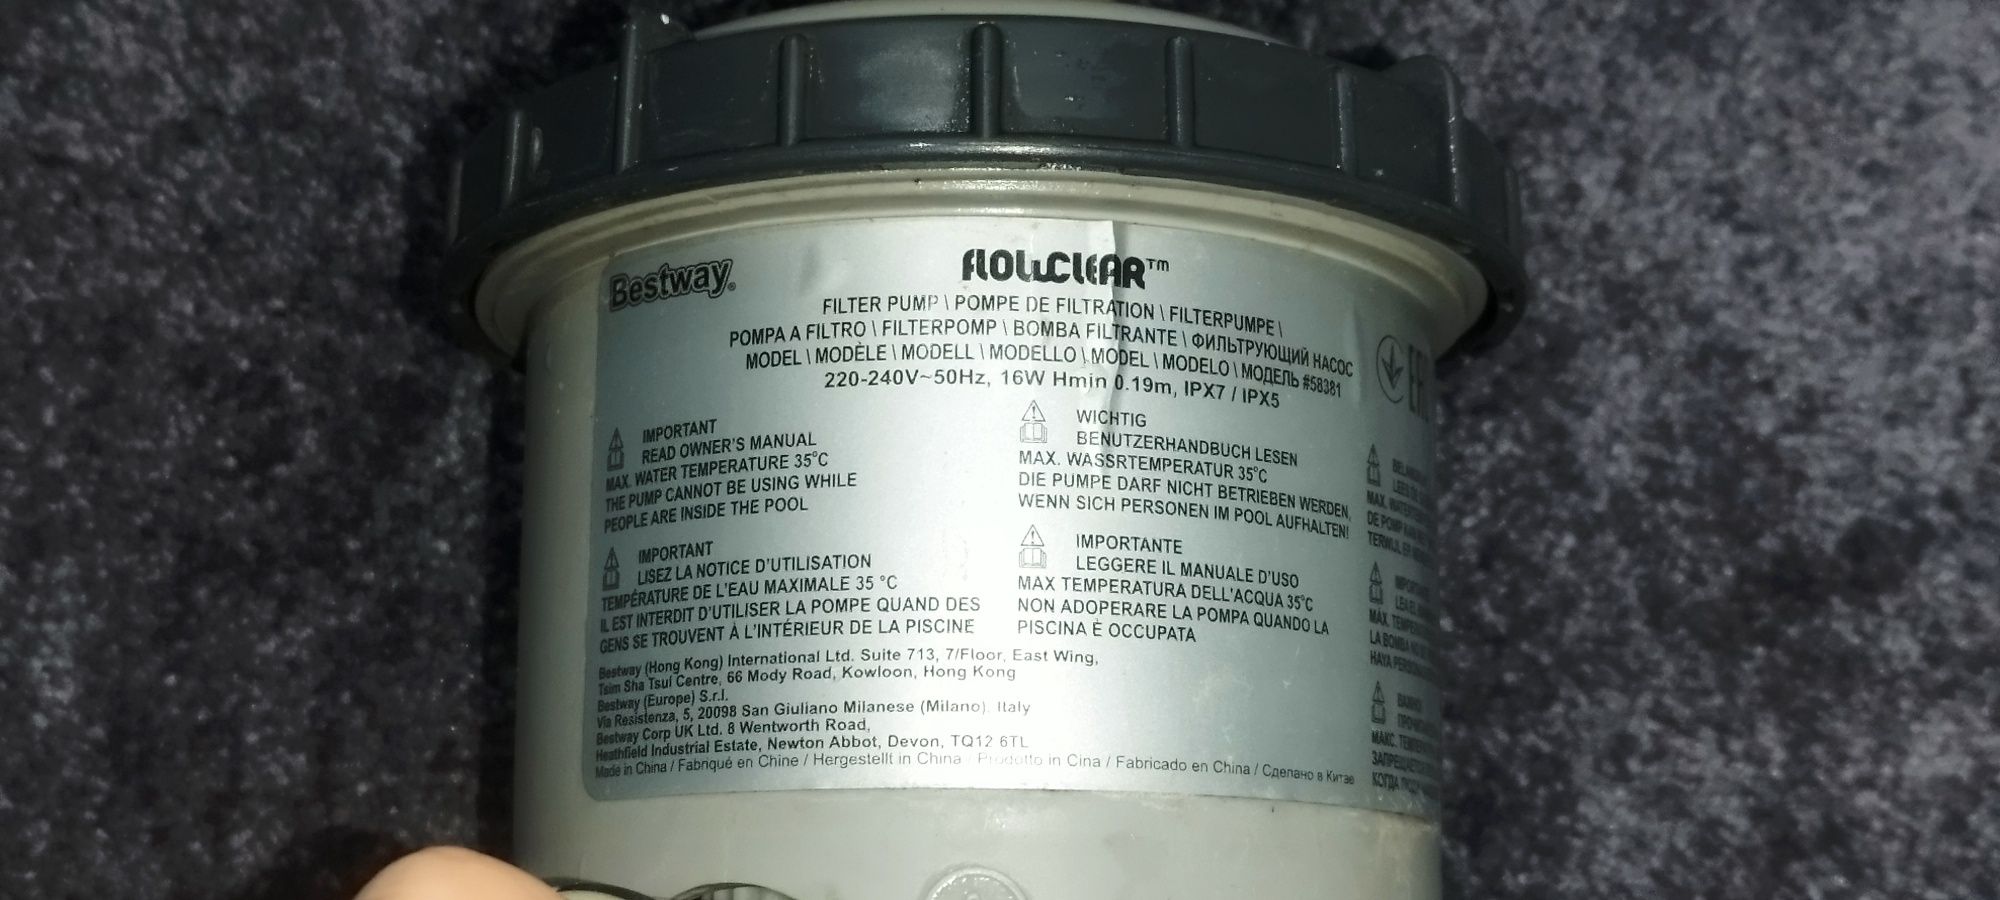 Bestway®
FLOWCLEAR™
FILTER PUMP \ POMPE DE FILTRATION \ FILTERPUMPE \
POMPA A FILTRO \ FILTERPOMP \ BOMBA FILTRANTE \ ФИЛЬТРУЮЩИЙ НАСОС
MODEL \ MODÈLE \ MODELL \ MODELLO \ MODEL \ MODELO \ МОДЕЛЬ #58381
220-240V~50Hz, 16W Hmin 0.19m, IPX7 / IPX5
IMPORTANT
READ OWNER'S MANUAL
MAX. WATER TEMPERATURE 35°C
THE PUMP CANNOT BE USING WHILE
PEOPLE ARE INSIDE THE POOL
IMPORTANT
LISEZ LA NOTICE D'UTILISATION
TEMPÉRATURE DE L'EAU MAXIMALE 35 °C
IL EST INTERDIT D'UTILISER LA POMPE QUAND DES
GENS SE TROUVENT À L'INTÉRIEUR DE LA PISCINE
WICHTIG
BENUTZERHANDBUCH LESEN
MAX. WASSRTEMPERATUR 35°C
DIE PUMPE DARF NICHT BETRIEBEN WERDEN,
WENN SICH PERSONEN IM POOL AUFHALTEN!
IMPORTANTE
LEGGERE IL MANUALE D'USO
MAX TEMPERATURA DELL'ACQUA 35°C
NON ADOPERARE LA POMPA QUANDO LA
PISCINA È OCCUPATA
MAX.
DE POMP
LA BOMBA NO
HAYA
МАКС.
КОГДА
Bestway (Hong Kong) International Ltd. Suite 713, 7/Floor, East Wing,
Tsim Sha Tsui Centre, 66 Mody Road, Kowloon, Hong Kong
Bestway (Europe) S.r.l.
Via Resistenza, 5, 20098 San Giuliano Milanese (Milano), Italy
Bestway Corp UK Ltd. 8 Wentworth Road,
Heathfield Industrial Estate, Newton Abbot, Devon, TQ12 6TL
Made in China / Fabriqué en Chine / Hergestellt in China / Prodotto in Cina / Fabricado en China / Сделано в Китае